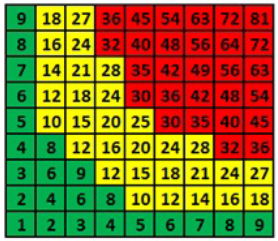 9 18 27 36 45 54 63 72 81
8 16 24 32 40 48 56 64 72
7 14 21 28 35 42 49 56 63
6 12 18 24 30 36 42 48 54
5 10 15 20 25 30 35 40 45
4 8 12 16 20 24 28 32 36
3 6 9 12 15 18 21 24 27
2 4 6 8 10 12 14 16 18
1 2 3 4 5 6 7 8 9